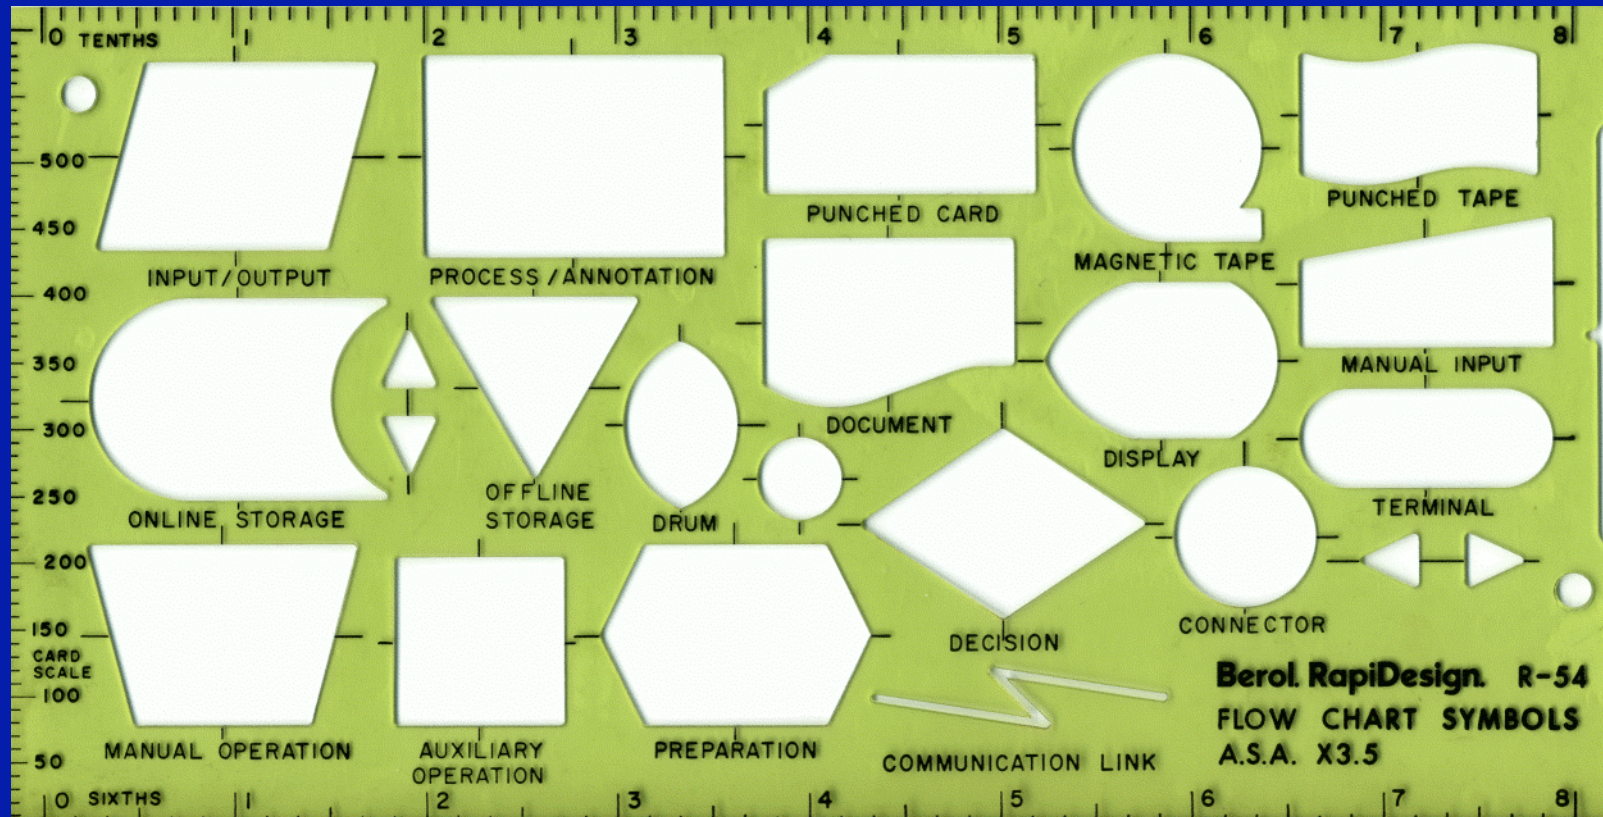 0 TENTHS 1 2 3 4 5 6 7 8
500
450
400
350
300
250
200
150
CARD
SCALE
100
50
INPUT/OUTPUT
PROCESS/ANNOTATION
PUNCHED CARD
MAGNETIC TAPE
PUNCHED TAPE
MANUAL INPUT
DOCUMENT
DISPLAY
ONLINE STORAGE
OFFLINE
STORAGE
DRUM
TERMINAL
CONNECTOR
DECISION
MANUAL OPERATION
AUXILIARY
OPERATION
PREPARATION
COMMUNICATION LINK
Berol. RapiDesign. R-54
FLOW CHART SYMBOLS
A.S.A. X3.5
0 SIXTHS 1 2 3 4 5 6 7 8